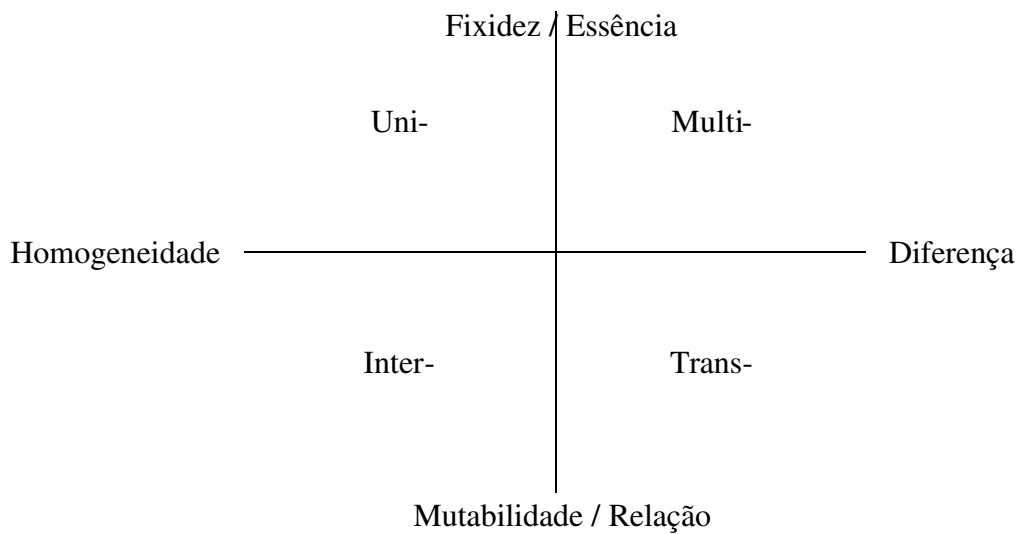 Fixidez / Essência
Uni-
Multi-
Homogeneidade
Diferença
Inter-
Trans-
Mutabilidade / Relação